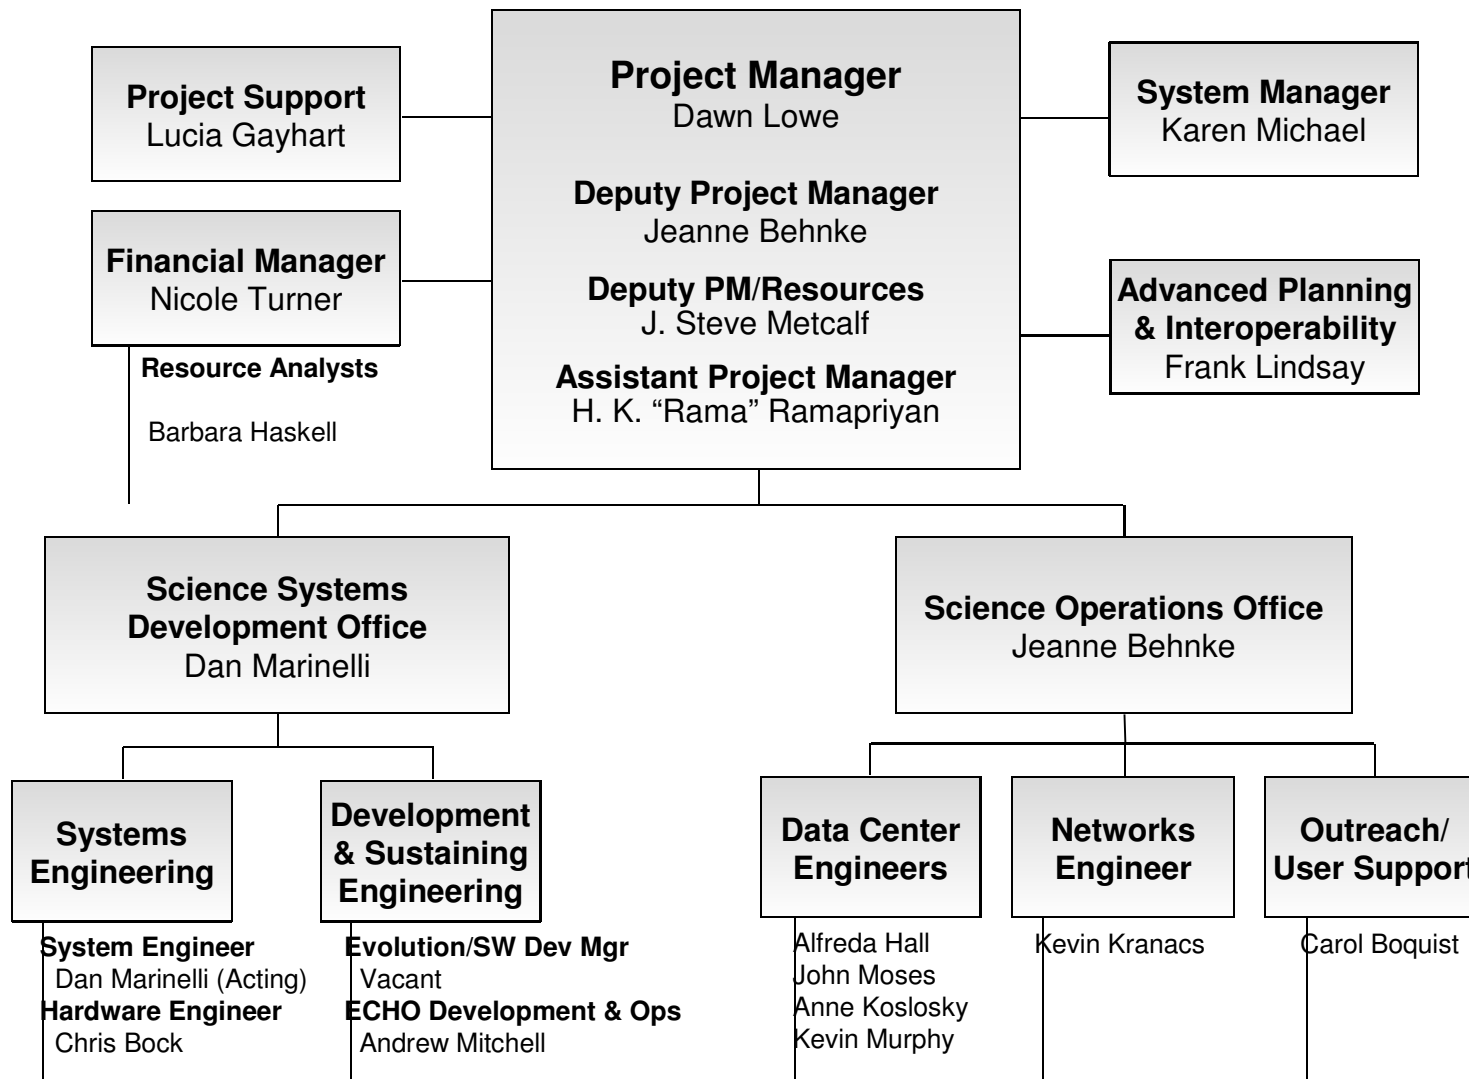 Project Support
Lucia Gayhart
Project Manager
Dawn Lowe
Deputy Project Manager
Jeanne Behnke
Deputy PM/Resources
J. Steve Metcalf
Assistant Project Manager
H. K. “Rama” Ramapriyan
System Manager
Karen Michael
Financial Manager
Nicole Turner
Resource Analysts
Barbara Haskell
Advanced Planning
& Interoperability
Frank Lindsay
Science Systems
Development Office
Dan Marinelli
Science Operations Office
Jeanne Behnke
Systems
Engineering
System Engineer
Dan Marinelli (Acting)
Hardware Engineer
Chris Bock
Development
& Sustaining
Engineering
Evolution/SW Dev Mgr
Vacant
ECHO Development & Ops
Andrew Mitchell
Data Center
Engineers
Alfreda Hall
John Moses
Anne Koslosky
Kevin Murphy
Networks
Engineer
Kevin Kranacs
Outreach/
User Support
Carol Boquist